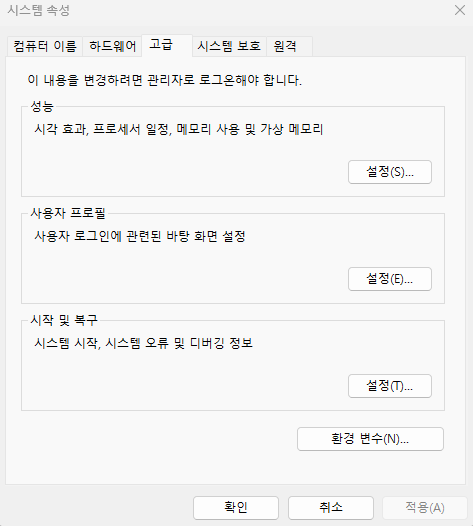 시스템 속성
컴퓨터 이름 하드웨어 고급 시스템 보호 원격
이 내용을 변경하려면 관리자로 로그온해야 합니다.
성능
시각 효과, 프로세서 일정, 메모리 사용 및 가상 메모리
설정(S)...
사용자 프로필
사용자 로그인에 관련된 바탕 화면 설정
설정(E)...
시작 및 복구
시스템 시작, 시스템 오류 및 디버깅 정보
설정(T)...
환경 변수(N)...
확인 취소 적용(A)